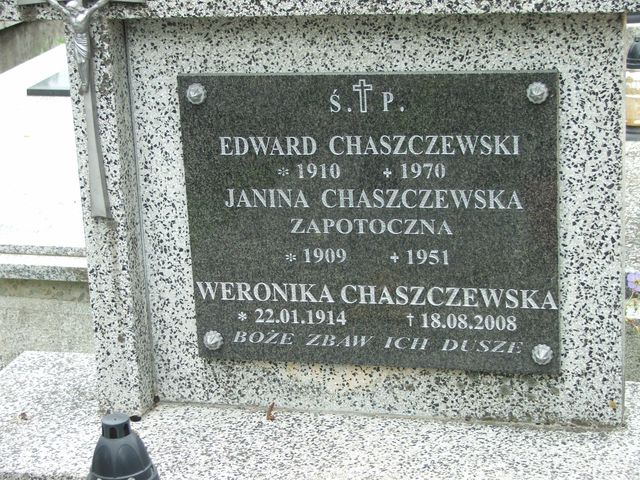 Ś. † P.
EDWARD CHASZCZEWSKI
* 1910 + 1970
JANINA CHASZCZEWSKA
ZAPOTOCZNA
* 1909 + 1951
WERONIKA CHASZCZEWSKA
* 22.01.1914 † 18.08.2008
BOŻE ZBAW ICH DUSZE